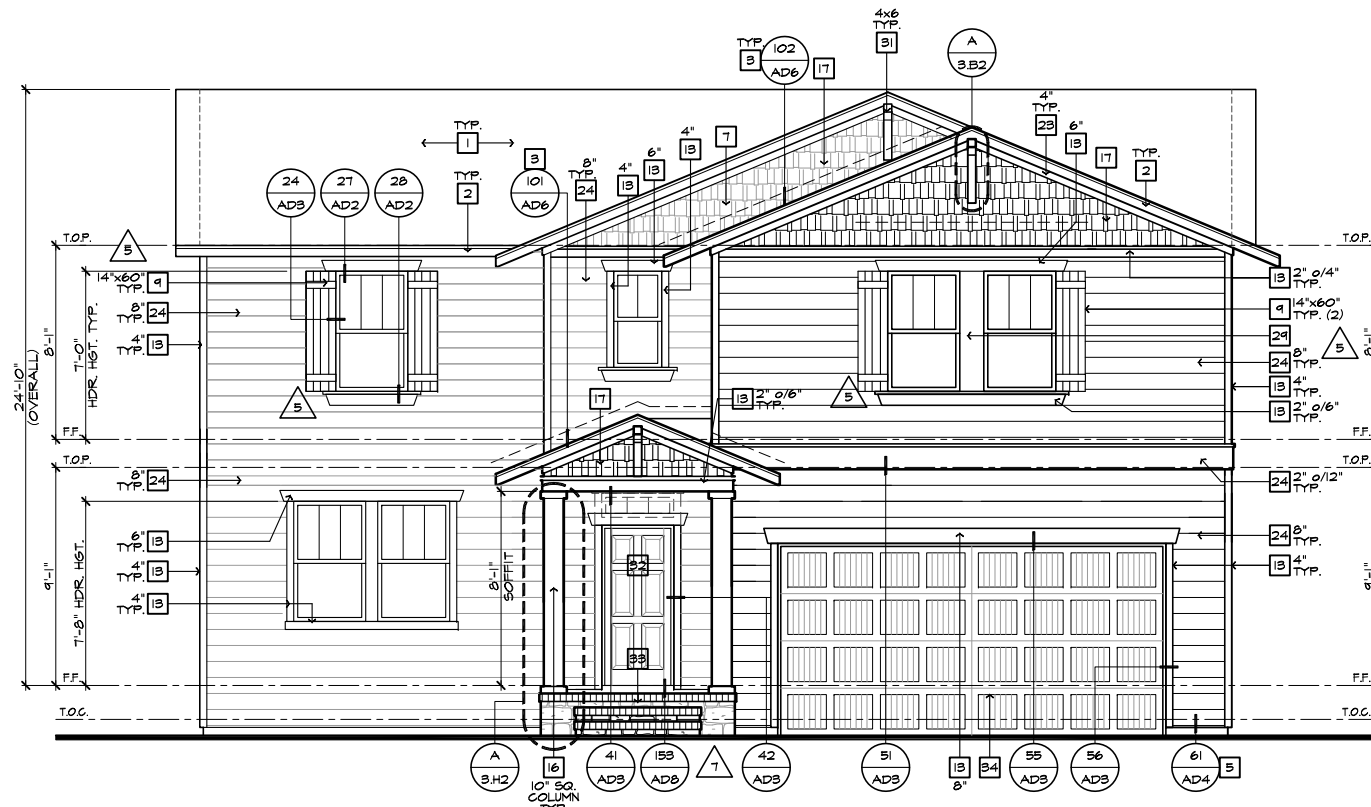 4x6
TYP.
31
TYP.
3
102
AD6
17
A
3.B2
4"
TYP.
23
6"
13
17
TYP.
2
TYP.
1
3
101
AD6
8"
TYP.
24
4"
13
6"
13
4"
13
7
24
AD3
27
AD2
28
AD2
TYP.
2
T.O.P.
T.O.P.
5
14"x60"
TYP.
9
8"
TYP.
24
4"
TYP.
13
24'-10"
(OVERALL)
8'-1"
7'-0"
HDR. HGT. TYP.
5
17
13
2" o/6"
TYP.
5
13
2" o/4"
TYP.
9
14"x60"
TYP. (2)
29
5
8'-1"
24
8"
TYP.
13
4"
TYP.
13
2" o/6"
F.F.
F.F.
T.O.P.
T.O.P.
8"
TYP.
24
24
2" o/12"
TYP.
6"
TYP.
13
4"
TYP.
13
4"
TYP.
13
9'-1"
7'-8" HDR. HGT.
8'-1"
SOFFIT
32
33
24
8"
TYP.
13
4"
TYP.
9'-1"
F.F.
F.F.
T.O.C.
T.O.C.
A
3.H2
16
10" SQ.
COLUMN
TYP.
41
AD3
153
AD8
7
42
AD3
51
AD3
13
8"
34
55
AD3
56
AD3
61
AD4
5